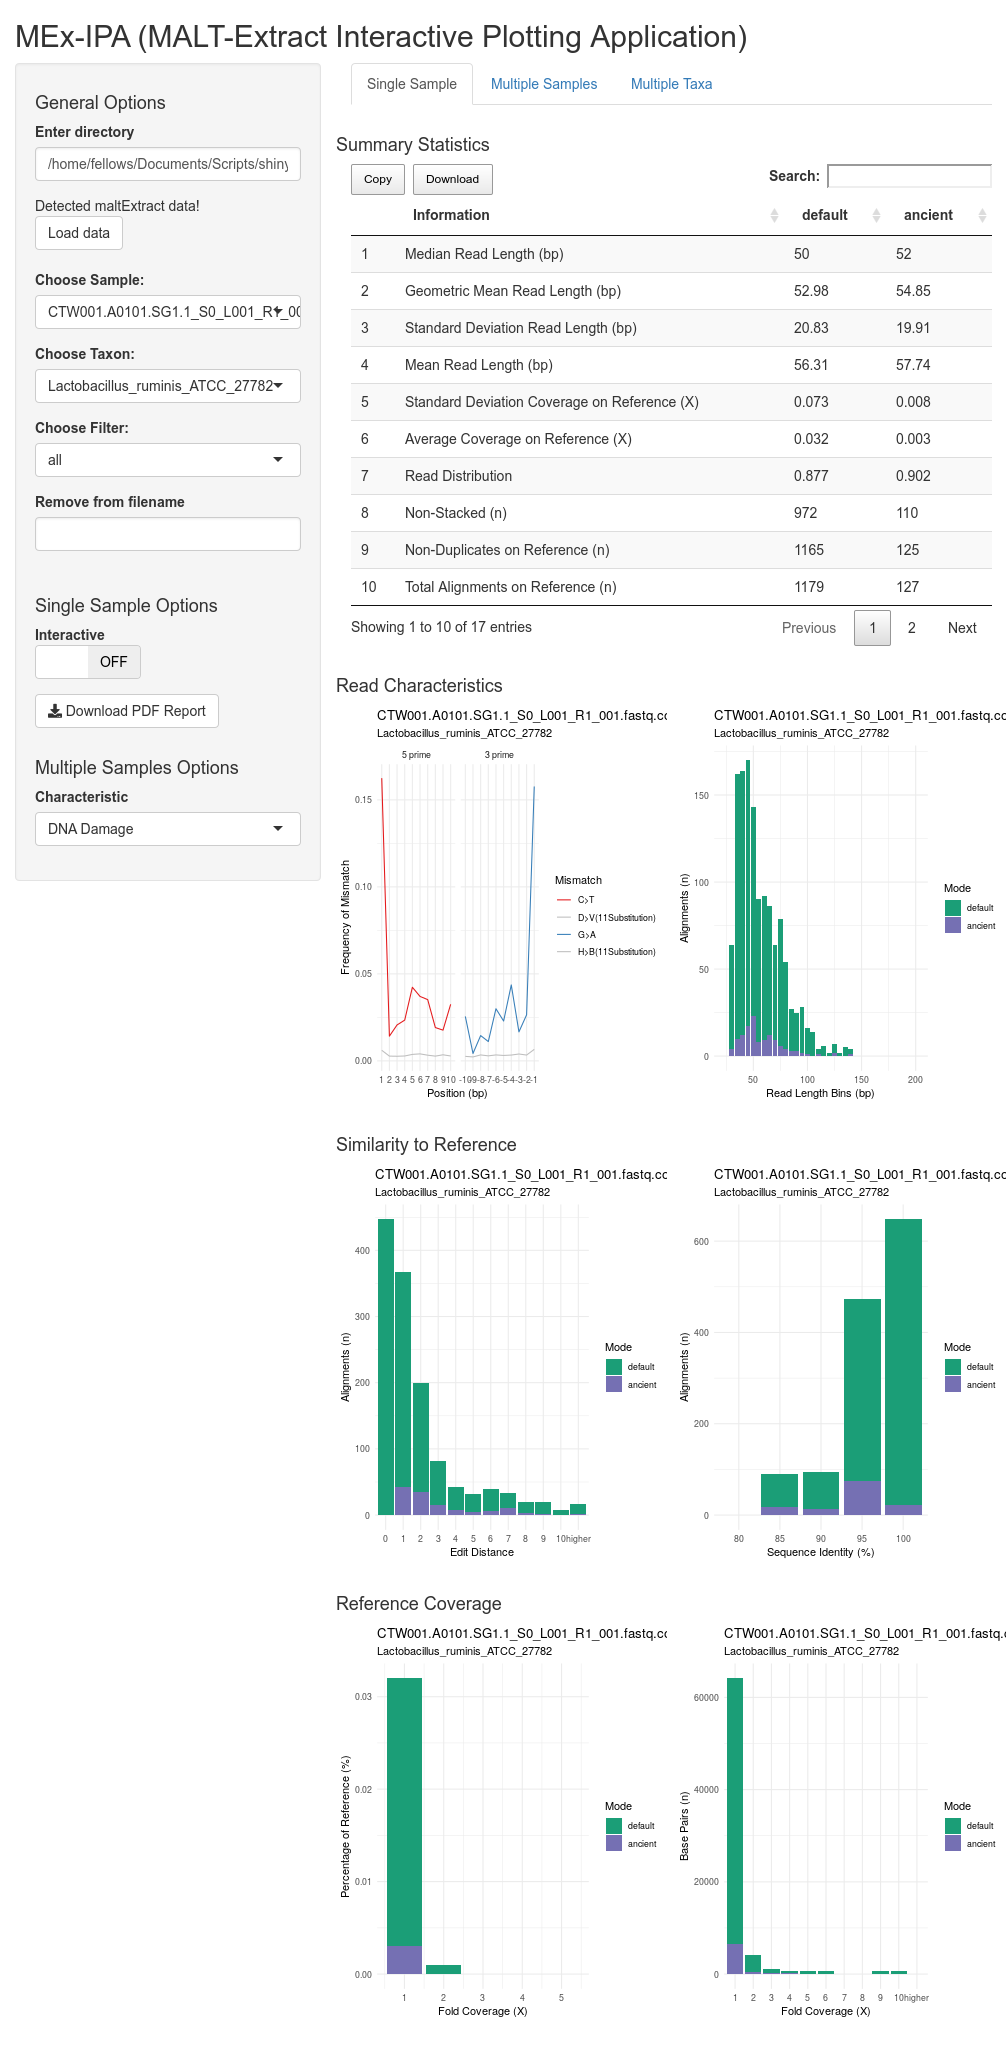 MEx-IPA (MALT-Extract Interactive Plotting Application)
General Options
Enter directory
/home/fellows/Documents/Scripts/shiny
Detected maltExtract data!
Load data
Choose Sample:
CTW001.A0101.SG1.1_S0_L001_R1_00
Choose Taxon:
Lactobacillus_ruminis_ATCC_27782
Choose Filter:
all
Remove from filename
Single Sample Options
Interactive
OFF
Download PDF Report
Multiple Samples Options
Characteristic
DNA Damage
Single Sample Multiple Samples Multiple Taxa
Summary Statistics
Copy Download Search:
Information default ancient
1 Median Read Length (bp) 50 52
2 Geometric Mean Read Length (bp) 52.98 54.85
3 Standard Deviation Read Length (bp) 20.83 19.91
4 Mean Read Length (bp) 56.31 57.74
5 Standard Deviation Coverage on Reference (X) 0.073 0.008
6 Average Coverage on Reference (X) 0.032 0.003
7 Read Distribution 0.877 0.902
8 Non-Stacked (n) 972 110
9 Non-Duplicates on Reference (n) 1165 125
10 Total Alignments on Reference (n) 1179 127
Showing 1 to 10 of 17 entries Previous 1 2 Next
Read Characteristics
CTW001.A0101.SG1.1_S0_L001_R1_001.fastq.cc
Lactobacillus_ruminis_ATCC_27782
5 prime 3 prime
0.15
0.10
0.05
0.00
Frequency of Mismatch
1 2 3 4 5 6 7 8 9 10 -10-9-8-7-6-5-4-3-2-1
Position (bp)
Mismatch
C>T
D>V(11Substitution)
G>A
H>B(11Substitution)
CTW001.A0101.SG1.1_S0_L001_R1_001.fastq.cc
Lactobacillus_ruminis_ATCC_27782
150
100
50
0
Alignments (n)
50 100 150 200
Read Length Bins (bp)
Mode
default
ancient
Similarity to Reference
CTW001.A0101.SG1.1_S0_L001_R1_001.fastq.cc
Lactobacillus_ruminis_ATCC_27782
400
300
200
100
0
Alignments (n)
0 1 2 3 4 5 6 7 8 9 10higher
Edit Distance
Mode
default
ancient
CTW001.A0101.SG1.1_S0_L001_R1_001.fastq.cc
Lactobacillus_ruminis_ATCC_27782
600
400
200
0
Alignments (n)
80 85 90 95 100
Sequence Identity (%)
Mode
default
ancient
Reference Coverage
CTW001.A0101.SG1.1_S0_L001_R1_001.fastq.cc
Lactobacillus_ruminis_ATCC_27782
0.03
0.02
0.01
0.00
Percentage of Reference (%)
1 2 3 4 5
Fold Coverage (X)
Mode
default
ancient
CTW001.A0101.SG1.1_S0_L001_R1_001.fastq.c
Lactobacillus_ruminis_ATCC_27782
60000
40000
20000
0
Base Pairs (n)
1 2 3 4 5 6 7 8 9 10higher
Fold Coverage (X)
Mode
default
ancient